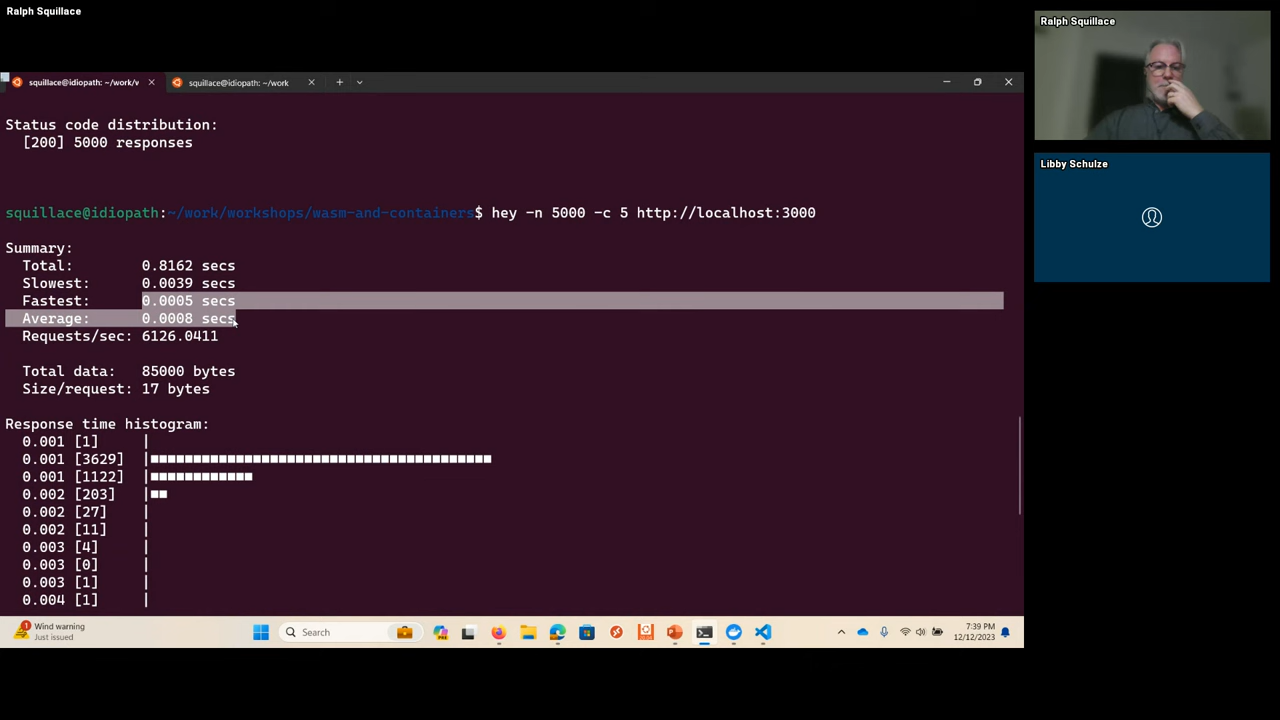 Ralph Squillace
Ralph Squillace
Libby Schulze
squillace@idiopath: ~/work/v
squillace@idiopath: ~/work
Status code distribution:
[200] 5000 responses
squillace@idiopath:~/work/workshops/wasm-and-containers$ hey -n 5000 -c 5 http://localhost:3000
Summary:
Total: 0.8162 secs
Slowest: 0.0039 secs
Fastest: 0.0005 secs
Average: 0.0008 secs
Requests/sec: 6126.0411
Total data: 85000 bytes
Size/request: 17 bytes
Response time histogram:
0.001 [1] |
0.001 [3629] |■■■■■■■■■■■■■■■■■■■■■■■■■■■■■■■■■■■■■■■■
0.001 [1122] |■■■■■■■■■■■■
0.002 [203] |■■
0.002 [27] |
0.002 [11] |
0.003 [4] |
0.003 [0] |
0.003 [1] |
0.004 [1] |
1
Wind warning
Just issued
Search
PRE
7:39 PM
12/12/2023